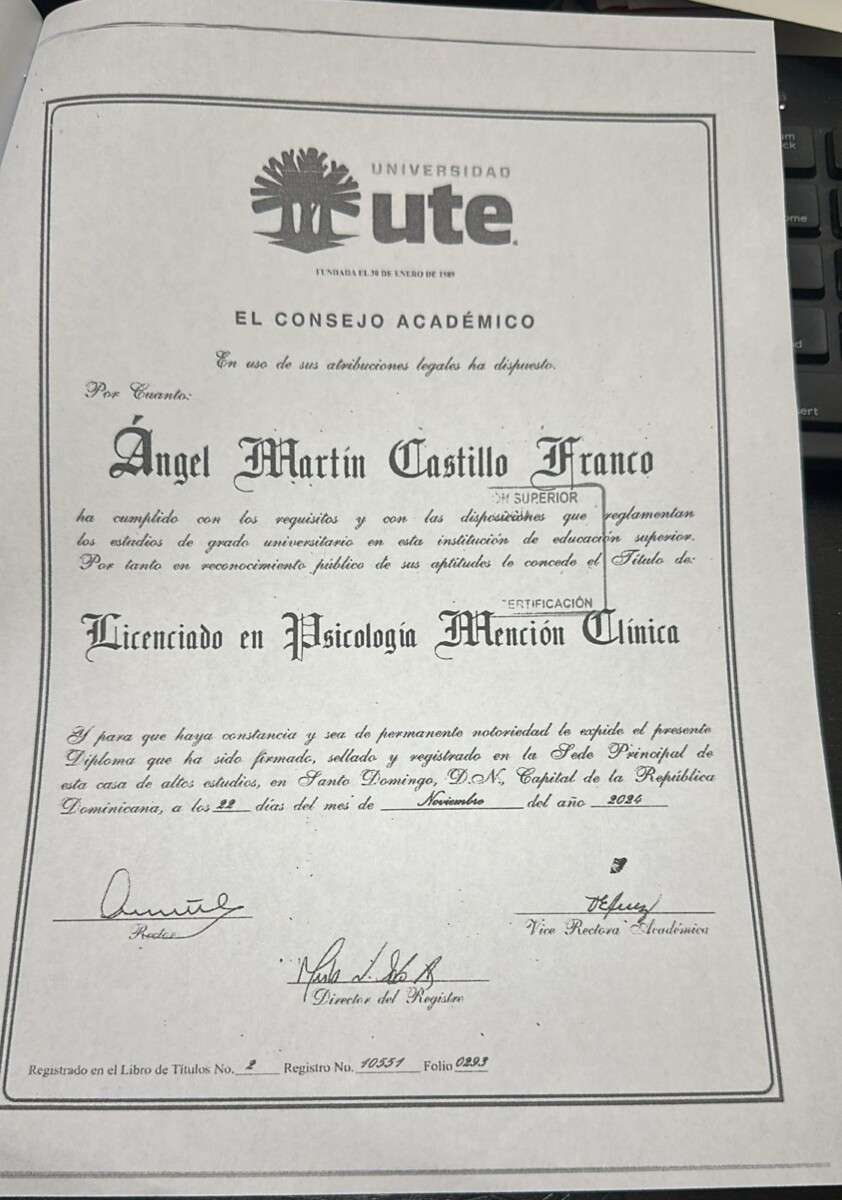 UNIVERSIDAD
ute
FUNDADA EL 30 DE ENERO DE 1989
EL CONSEJO ACADÉMICO
En uso de sus atribuciones legales ha dispuesto.
Por Cuanto:
Ángel Martín Castillo Franco
SUPERIOR
ha cumplido con los requisitos y con las disposiciones que reglamentan
los estudios de grado universitario en esta institución de educación superior.
Por tanto en reconocimiento público de sus aptitudes le concede el Título de:
ERTIFICACIÓN
Licenciado en Psicología Mención Clínica
Y para que haya constancia y sea de permanente notoriedad le expide el presente
Diploma que ha sido firmado, sellado y registrado en la Sede Principal de
esta casa de altos estudios, en Santo Domingo, D.N., Capital de la República
Dominicana, a los 22 días del mes de Noviembre del año 2024
Rector
Vice Rectora Académica
Director del Registro
Registrado en el Libro de Títulos No. 2 Registro No. 10551 Folio 0293